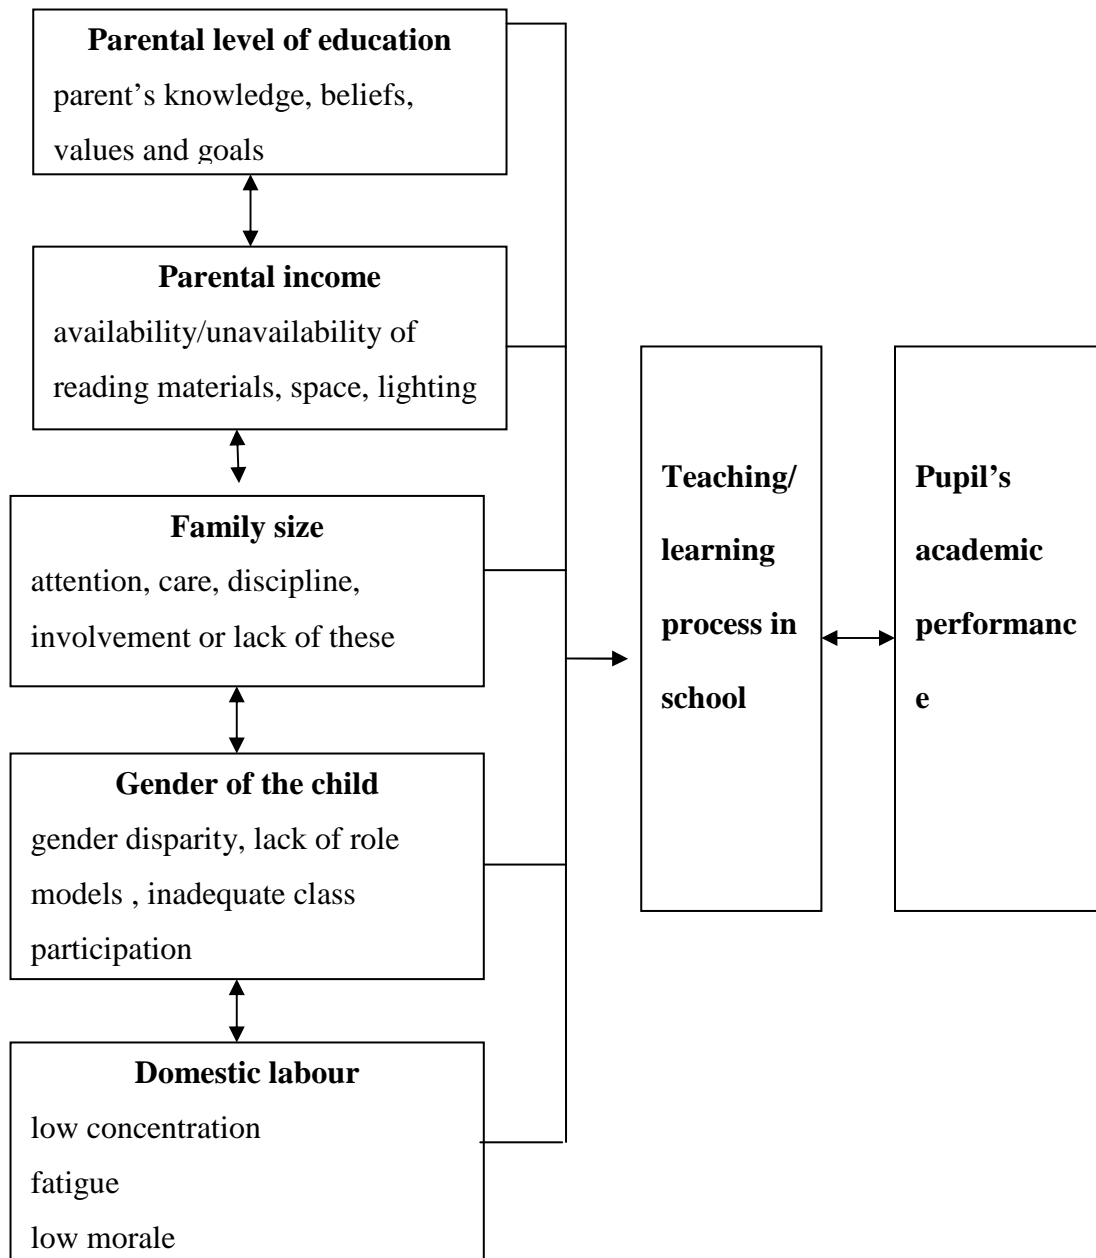 Parental level of education
parent’s knowledge, beliefs,
values and goals
Parental income
availability/unavailability of
reading materials, space, lighting
Family size
attention, care, discipline,
involvement or lack of these
Gender of the child
gender disparity, lack of role
models , inadequate class
participation
Domestic labour
low concentration
fatigue
low morale
Teaching/
learning
process in
school
Pupil’s
academic
performanc
e